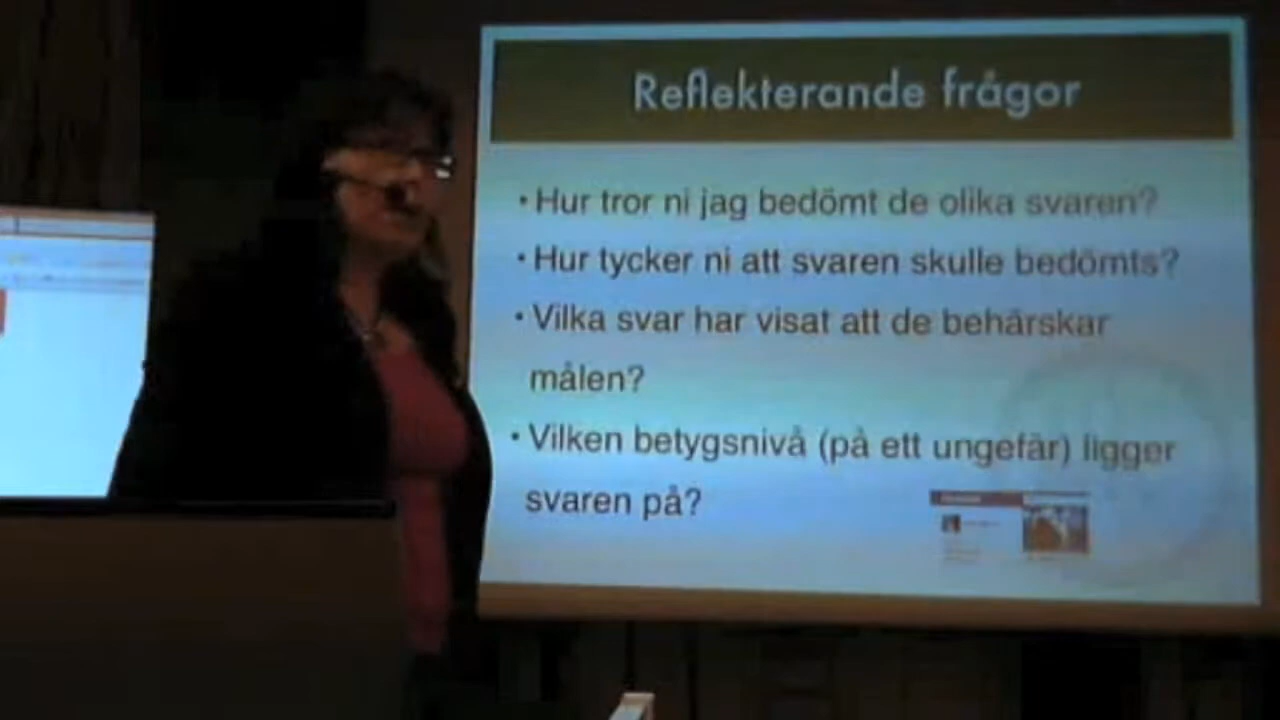 Reflekterande frågor
• Hur tror ni jag bedömt de olika svaren?
• Hur tycker ni att svaren skulle bedömts?
• Vilka svar har visat att de behärskar
målen?
• Vilken betygsnivå (på ett ungefär) ligger
svaren på?